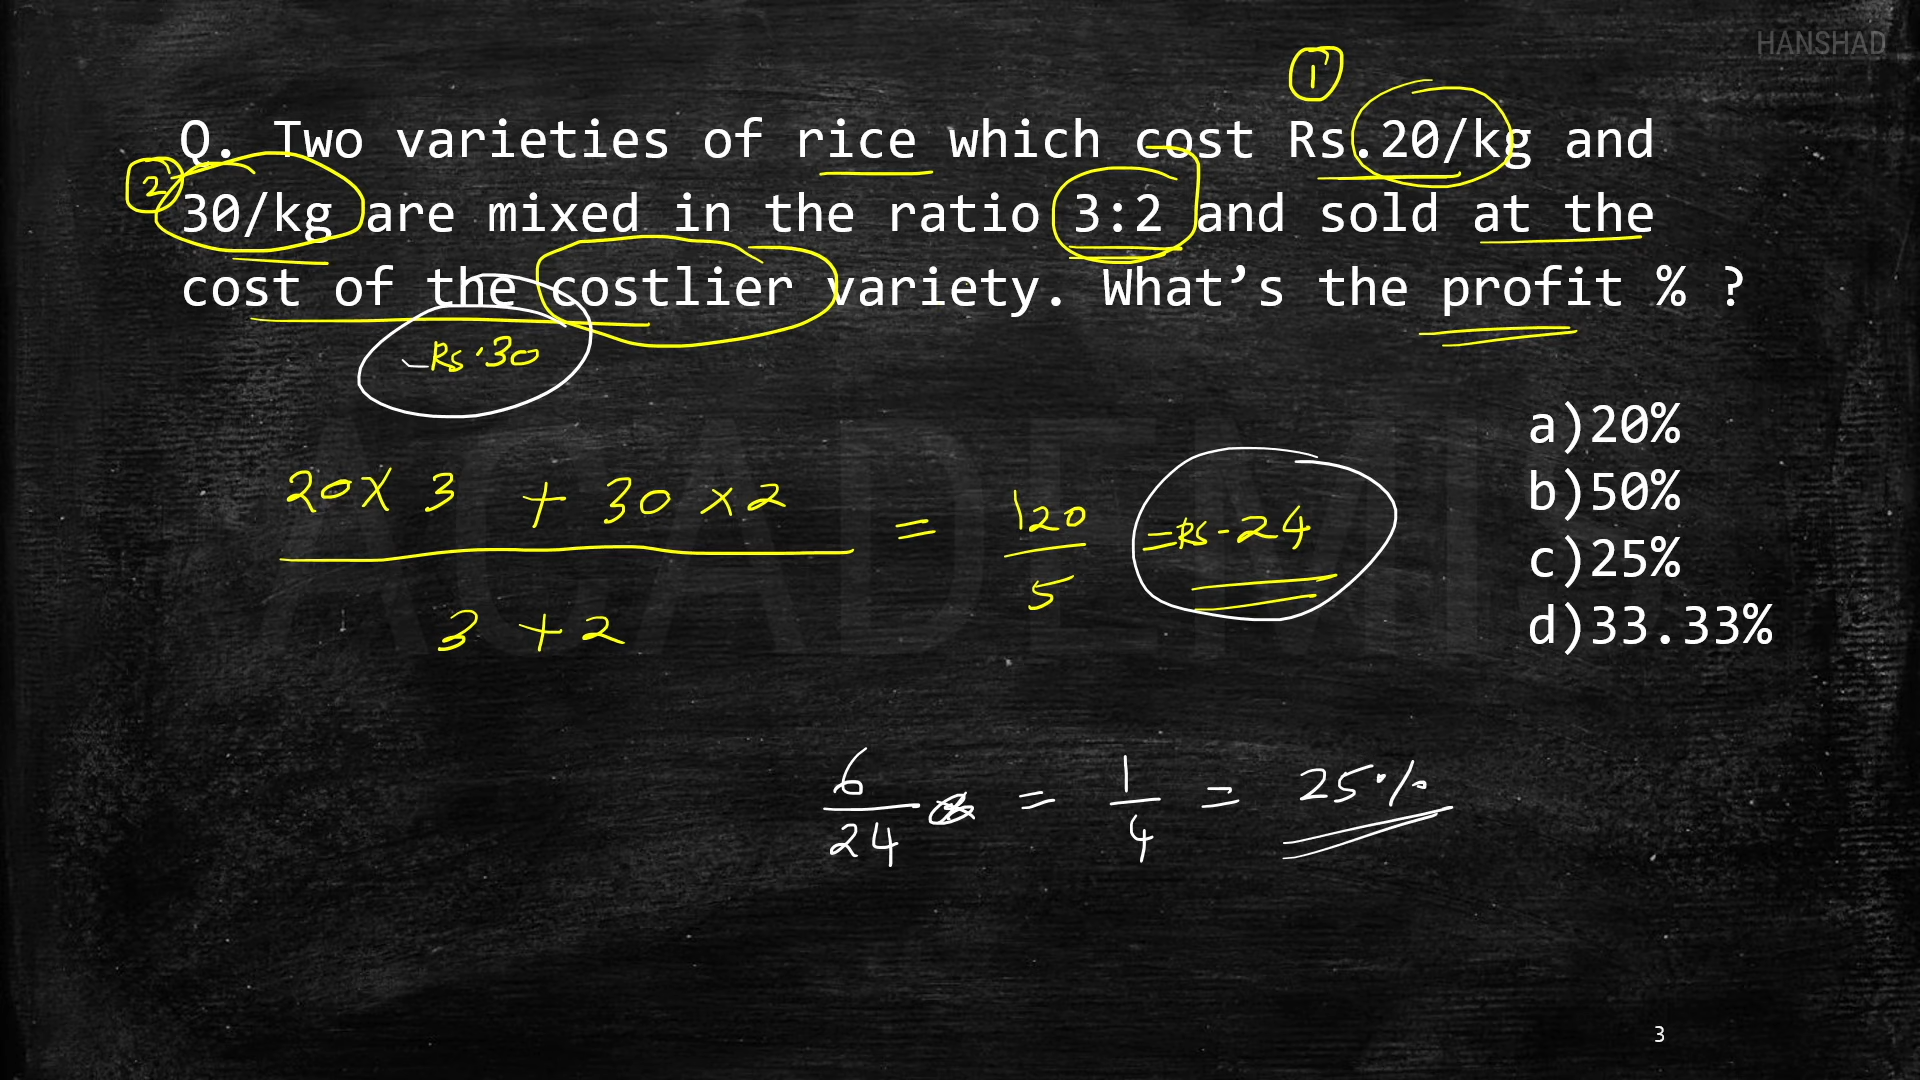 HANSHAD
1
Q. Two varieties of rice which cost Rs.20/kg and
2
30/kg are mixed in the ratio 3:2 and sold at the
cost of the costlier variety. What’s the profit % ?
Rs.30
a)20%
b)50%
c)25%
d)33.33%
20 x 3 + 30 x 2 = 120 = Rs-24
3 + 2 5
ACADEMI
6 = 1 = 25%
24 4
3